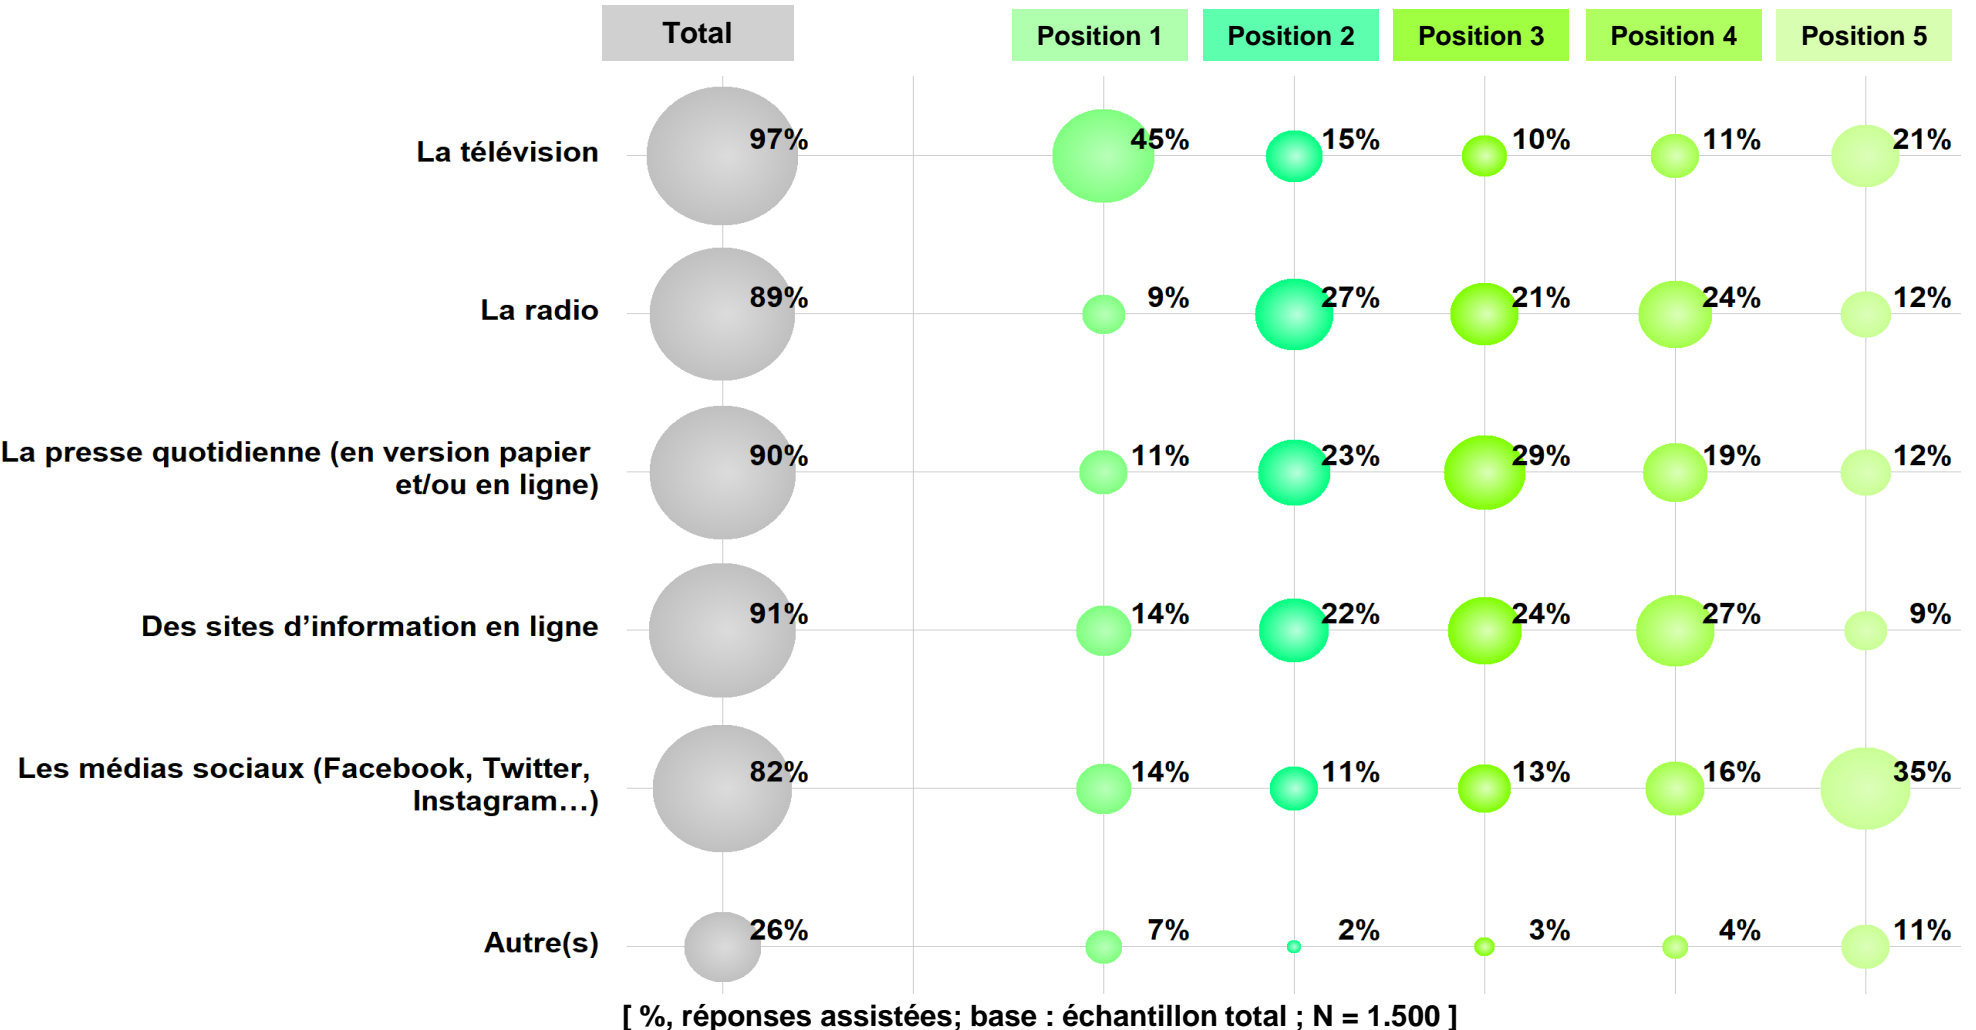 Total Position 1 Position 2 Position 3 Position 4 Position 5
La télévision 97% 45% 15% 10% 11% 21%
La radio 89% 9% 27% 21% 24% 12%
La presse quotidienne (en version papier
et/ou en ligne) 90% 11% 23% 29% 19% 12%
Des sites d’information en ligne 91% 14% 22% 24% 27% 9%
Les médias sociaux (Facebook, Twitter,
Instagram…) 82% 14% 11% 13% 16% 35%
Autre(s) 26% 7% 2% 3% 4% 11%
[ %, réponses assistées; base : échantillon total ; N = 1.500 ]